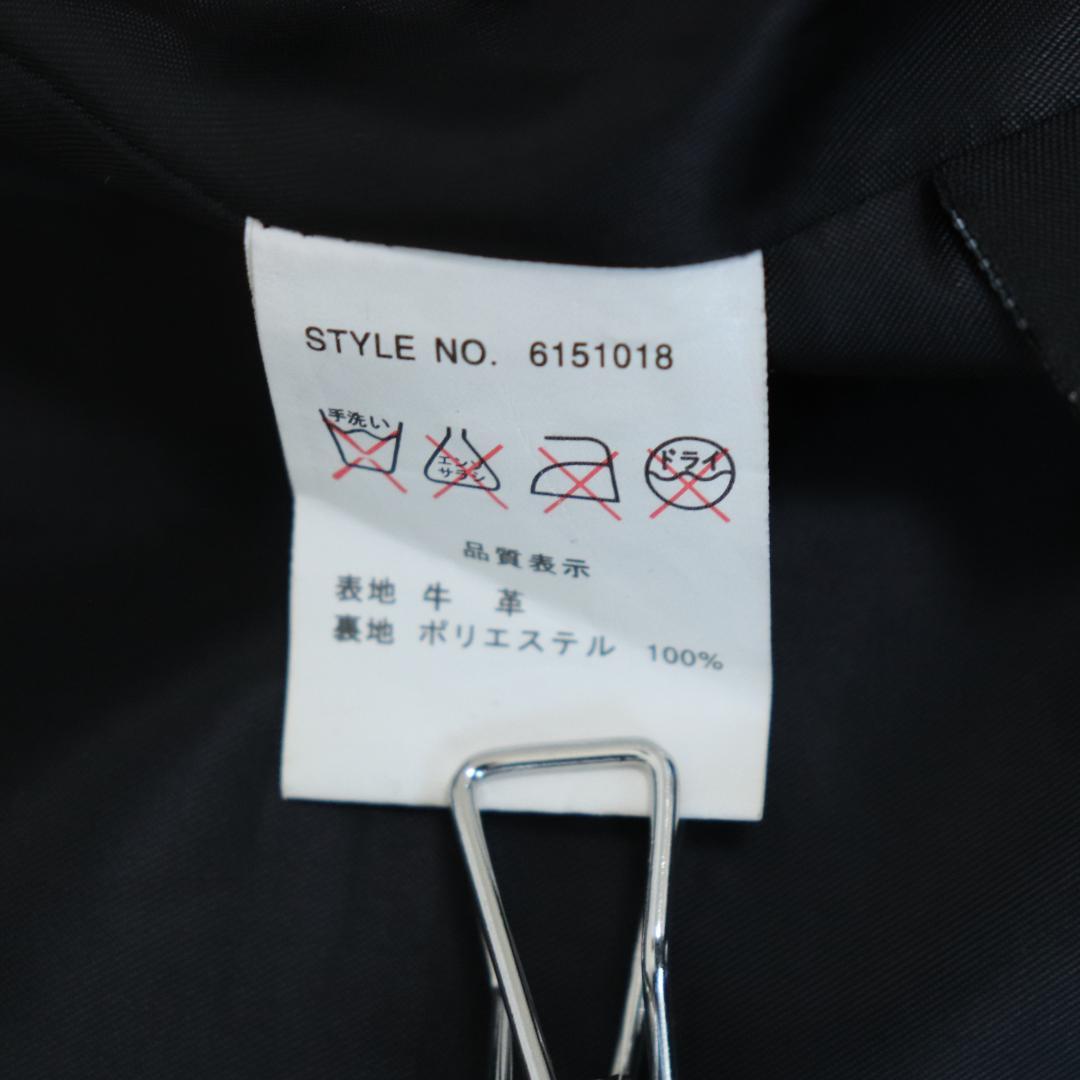 STYLE NO. 6151018
手洗い エンソサラシ ドライ
品質表示
表地 牛 革
裏地 ポリエステル 100%